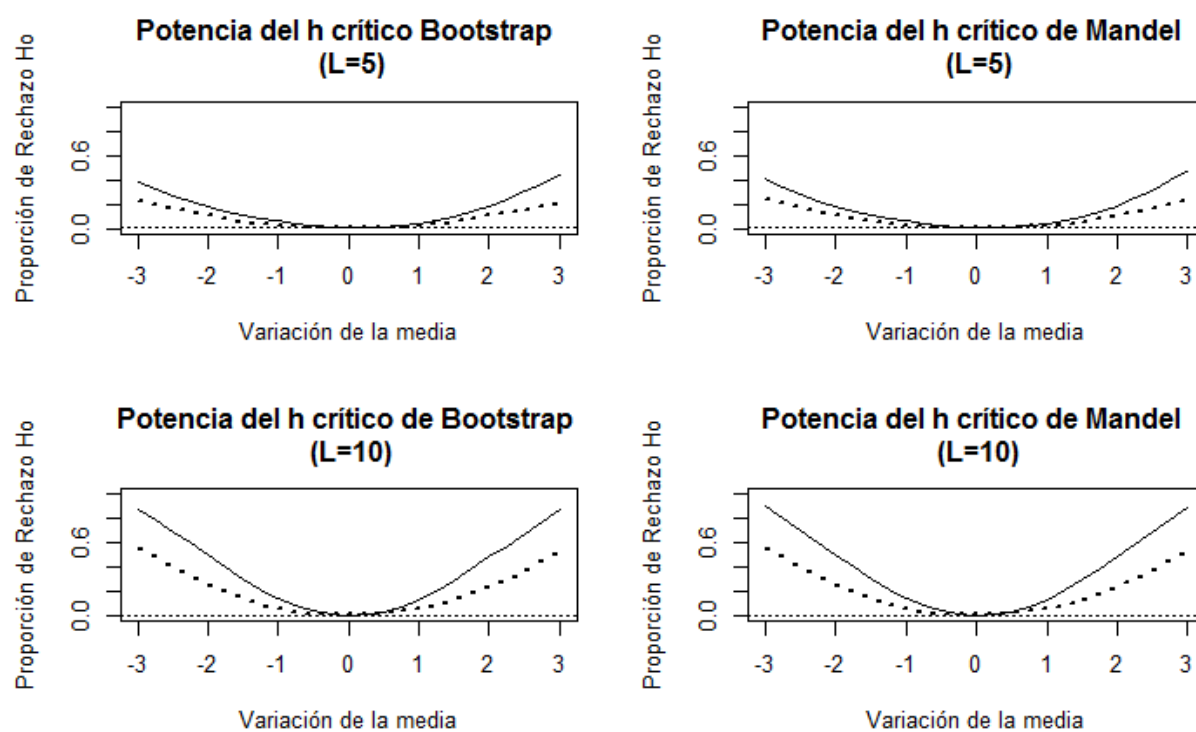 Potencia del h crítico Bootstrap
(L=5)
Proporción de Rechazo Ho
0.0
0.6
-3 -2 -1 0 1 2 3
Variación de la media
Potencia del h crítico de Mandel
(L=5)
Proporción de Rechazo Ho
0.0
0.6
-3 -2 -1 0 1 2 3
Variación de la media
Potencia del h crítico de Bootstrap
(L=10)
Proporción de Rechazo Ho
0.0
0.6
-3 -2 -1 0 1 2 3
Variación de la media
Potencia del h crítico de Mandel
(L=10)
Proporción de Rechazo Ho
0.0
0.6
-3 -2 -1 0 1 2 3
Variación de la media